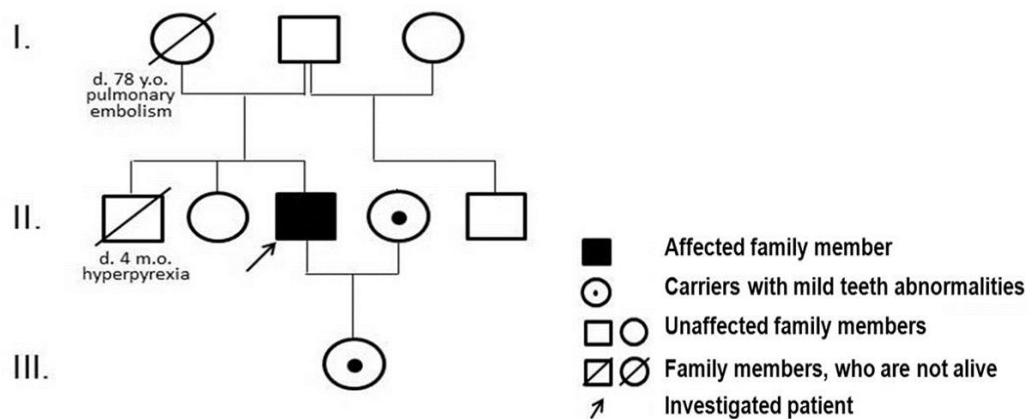 I.
d. 78 y.o.
pulmonary
embolism
II.
d. 4 m.o.
hyperpyrexia
III.
Affected family member
Carriers with mild teeth abnormalities
Unaffected family members
Family members, who are not alive
Investigated patient